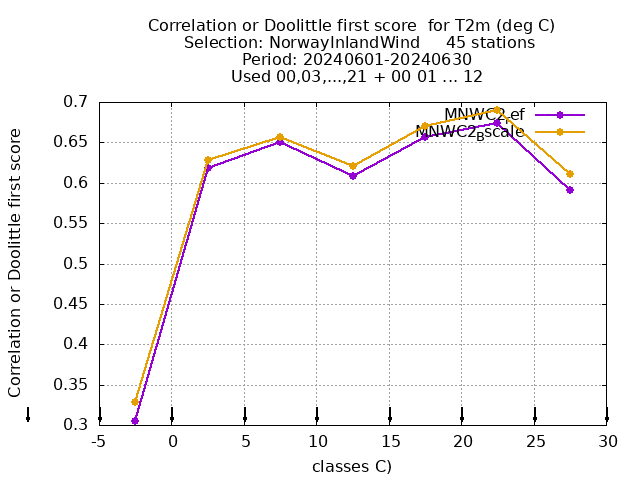 Correlation or Doolittle first score  for T2m (deg C)
Selection: NorwayInlandWind     45 stations
Period: 20240601-20240630
Used 00,03,...,21 + 00 01 ... 12
0.7
0.65
0.6
0.55
0.5
0.45
0.4
0.35
0.3
Correlation or Doolittle first score
MNWC2_ref
MNWC2_Bscale
-5 0 5 10 15 20 25 30
classes C)